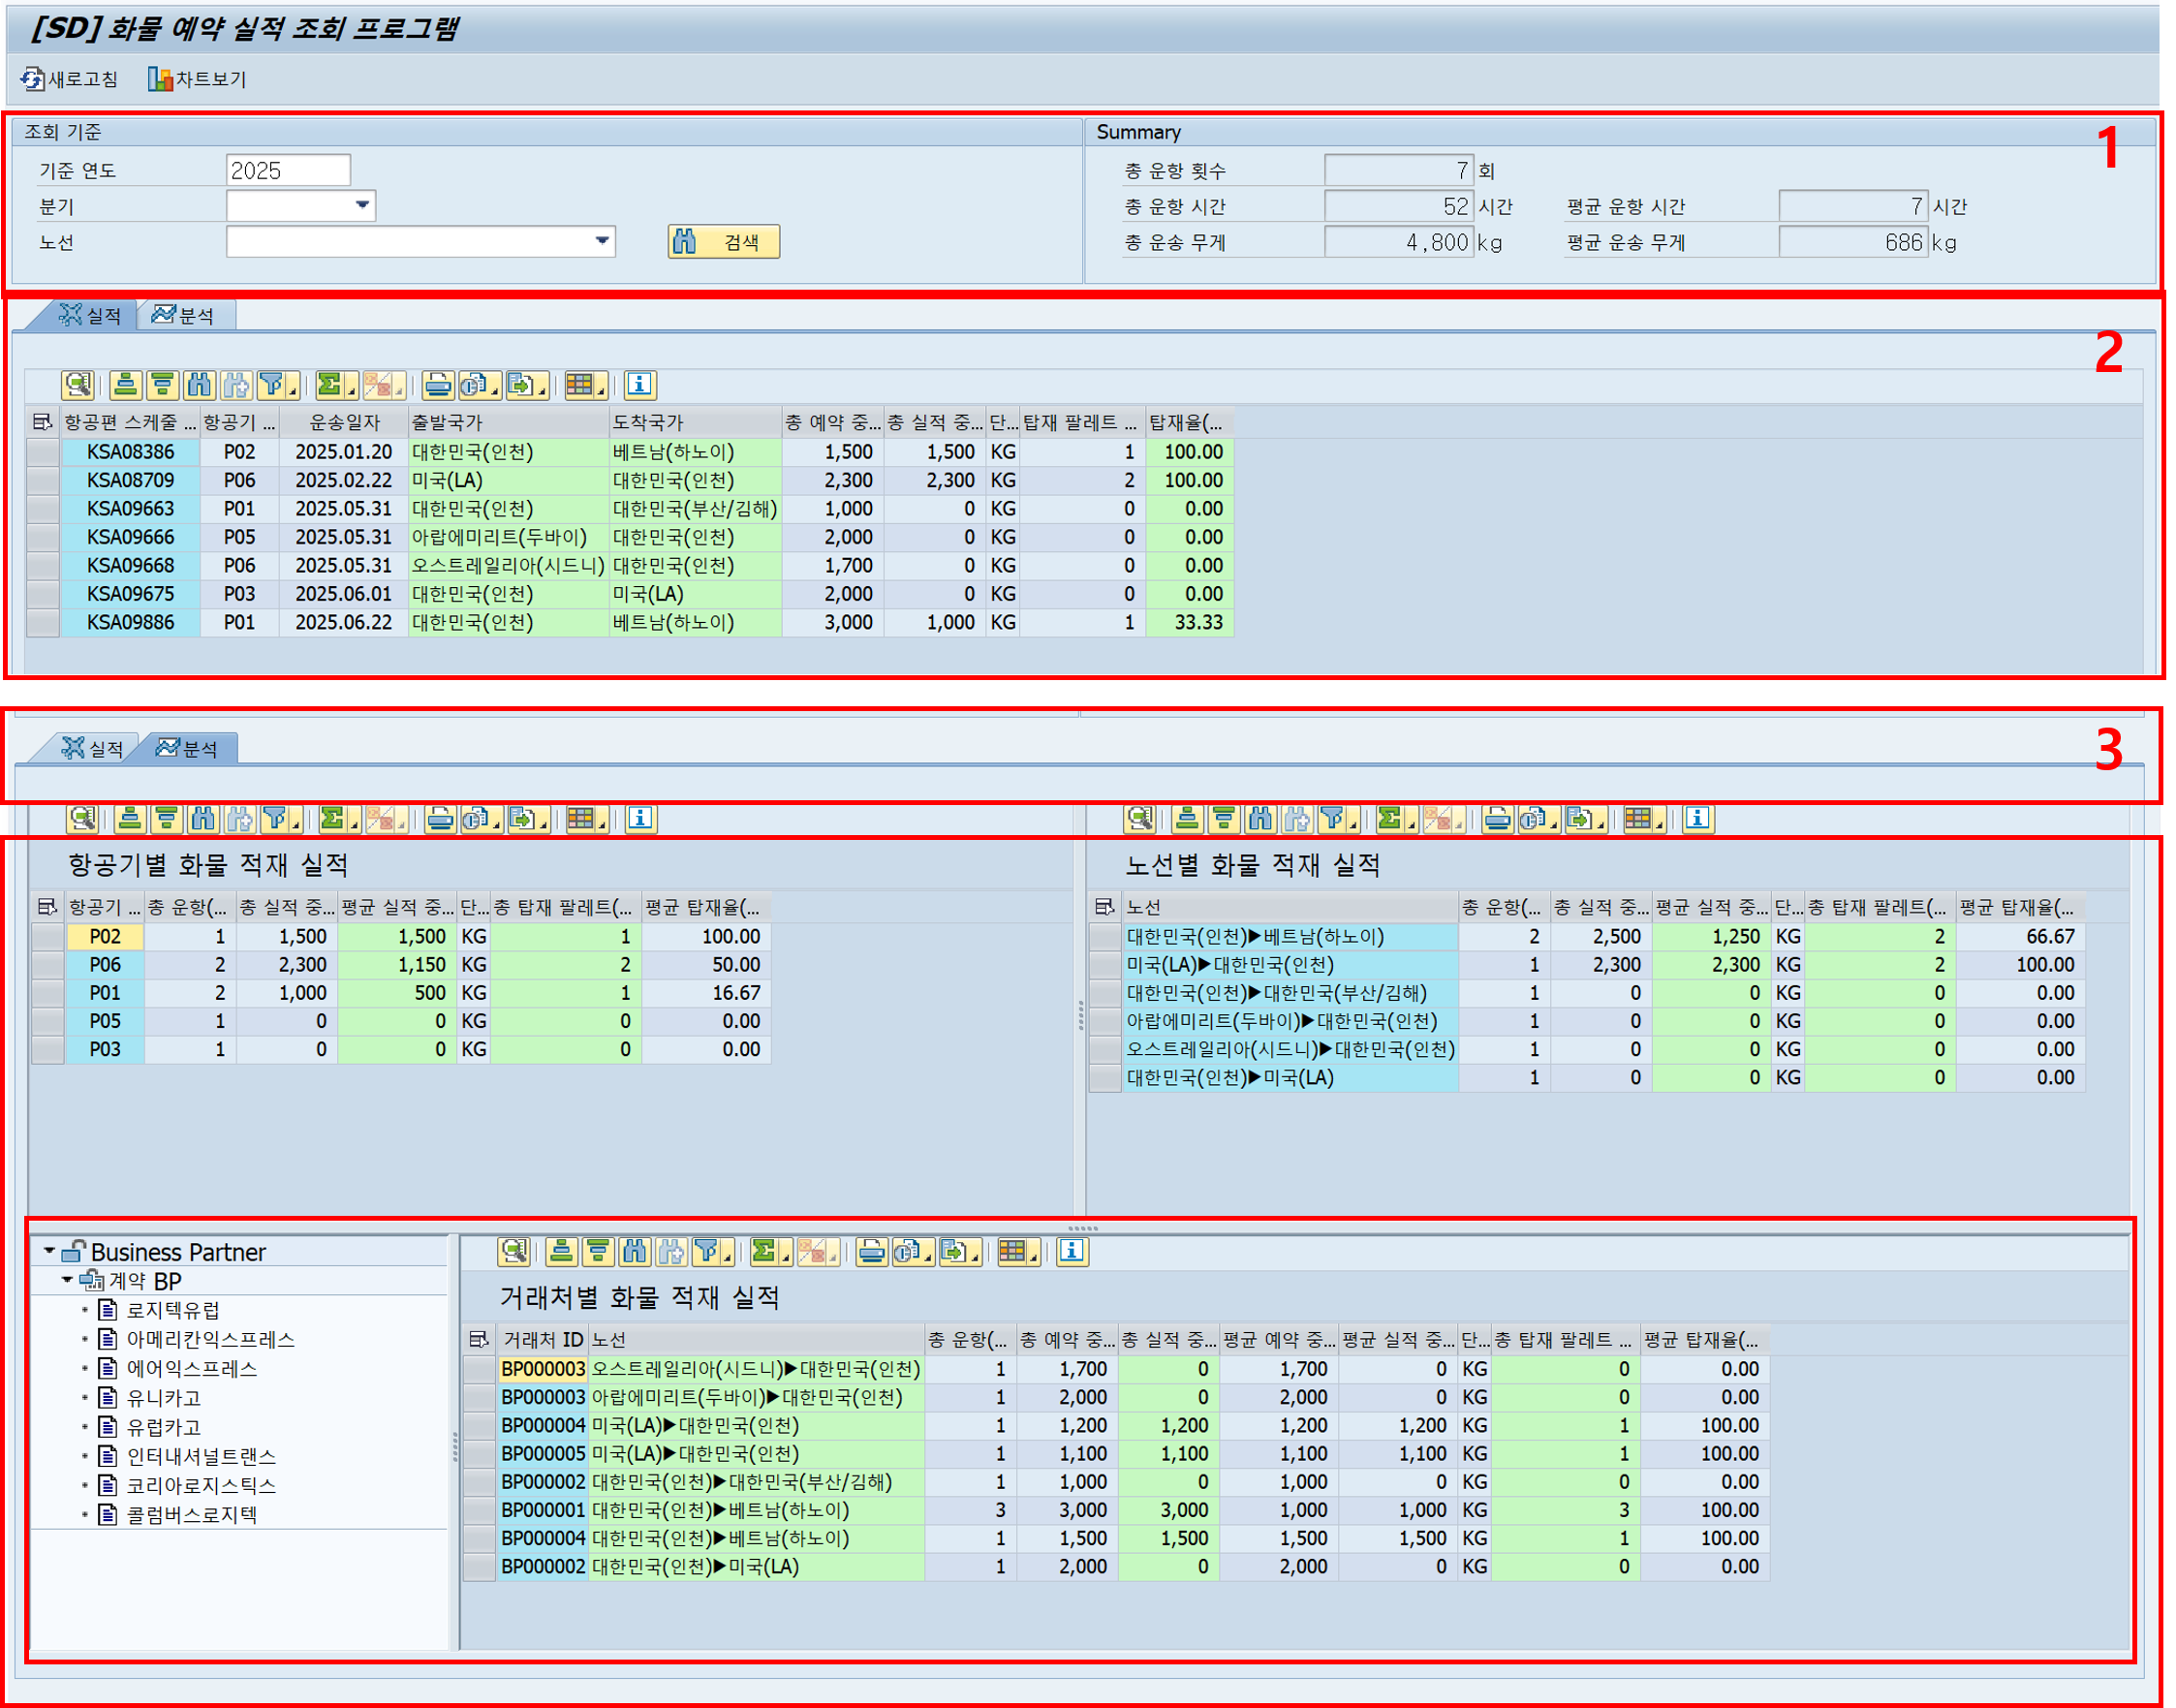 [SD] 화물 예약 실적 조회 프로그램
새로고침 차트보기
조회 기준
기준 연도 2025
분기
노선 검색
Summary
1
총 운항 횟수 7 회
총 운항 시간 52 시간 평균 운항 시간 7 시간
총 운송 무게 4,800 kg 평균 운송 무게 686 kg
실적 분석
2
항공편 스케줄 ... 항공기 ... 운송일자 출발국가 도착국가 총 예약 중... 총 실적 중... 단... 탑재 팔레트 ... 탑재율(...
KSA08386 P02 2025.01.20 대한민국(인천) 베트남(하노이) 1,500 1,500 KG 1 100.00
KSA08709 P06 2025.02.22 미국(LA) 대한민국(인천) 2,300 2,300 KG 2 100.00
KSA09663 P01 2025.05.31 대한민국(인천) 대한민국(부산/김해) 1,000 0 KG 0 0.00
KSA09666 P05 2025.05.31 아랍에미리트(두바이) 대한민국(인천) 2,000 0 KG 0 0.00
KSA09668 P06 2025.05.31 오스트레일리아(시드니) 대한민국(인천) 1,700 0 KG 0 0.00
KSA09675 P03 2025.06.01 대한민국(인천) 미국(LA) 2,000 0 KG 0 0.00
KSA09886 P01 2025.06.22 대한민국(인천) 베트남(하노이) 3,000 1,000 KG 1 33.33
실적 분석
3
항공기별 화물 적재 실적
항공기 ... 총 운항(... 총 실적 중... 평균 실적 중... 단... 총 탑재 팔레트(... 평균 탑재율(...
P02 1 1,500 1,500 KG 1 100.00
P06 2 2,300 1,150 KG 2 50.00
P01 2 1,000 500 KG 1 16.67
P05 1 0 0 KG 0 0.00
P03 1 0 0 KG 0 0.00
노선별 화물 적재 실적
노선 총 운항(... 총 실적 중... 평균 실적 중... 단... 총 탑재 팔레트(... 평균 탑재율(...
대한민국(인천)▶베트남(하노이) 2 2,500 1,250 KG 2 66.67
미국(LA)▶대한민국(인천) 1 2,300 2,300 KG 2 100.00
대한민국(인천)▶대한민국(부산/김해) 1 0 0 KG 0 0.00
아랍에미리트(두바이)▶대한민국(인천) 1 0 0 KG 0 0.00
오스트레일리아(시드니)▶대한민국(인천) 1 0 0 KG 0 0.00
대한민국(인천)▶미국(LA) 1 0 0 KG 0 0.00
Business Partner
계약 BP
로지텍유럽
아메리칸익스프레스
에어익스프레스
유니카고
유럽카고
인터내셔널트랜스
코리아로지스틱스
콜럼버스로지텍
거래처별 화물 적재 실적
거래처 ID 노선 총 운항(... 총 예약 중... 총 실적 중... 평균 예약 중... 평균 실적 중... 단... 총 탑재 팔레트 ... 평균 탑재율(...
BP000003 오스트레일리아(시드니)▶대한민국(인천) 1 1,700 0 1,700 0 KG 0 0.00
BP000003 아랍에미리트(두바이)▶대한민국(인천) 1 2,000 0 2,000 0 KG 0 0.00
BP000004 미국(LA)▶대한민국(인천) 1 1,200 1,200 1,200 1,200 KG 1 100.00
BP000005 미국(LA)▶대한민국(인천) 1 1,100 1,100 1,100 1,100 KG 1 100.00
BP000002 대한민국(인천)▶대한민국(부산/김해) 1 1,000 0 1,000 0 KG 0 0.00
BP000001 대한민국(인천)▶베트남(하노이) 3 3,000 3,000 1,000 1,000 KG 3 100.00
BP000004 대한민국(인천)▶베트남(하노이) 1 1,500 1,500 1,500 1,500 KG 1 100.00
BP000002 대한민국(인천)▶미국(LA) 1 2,000 0 2,000 0 KG 0 0.00